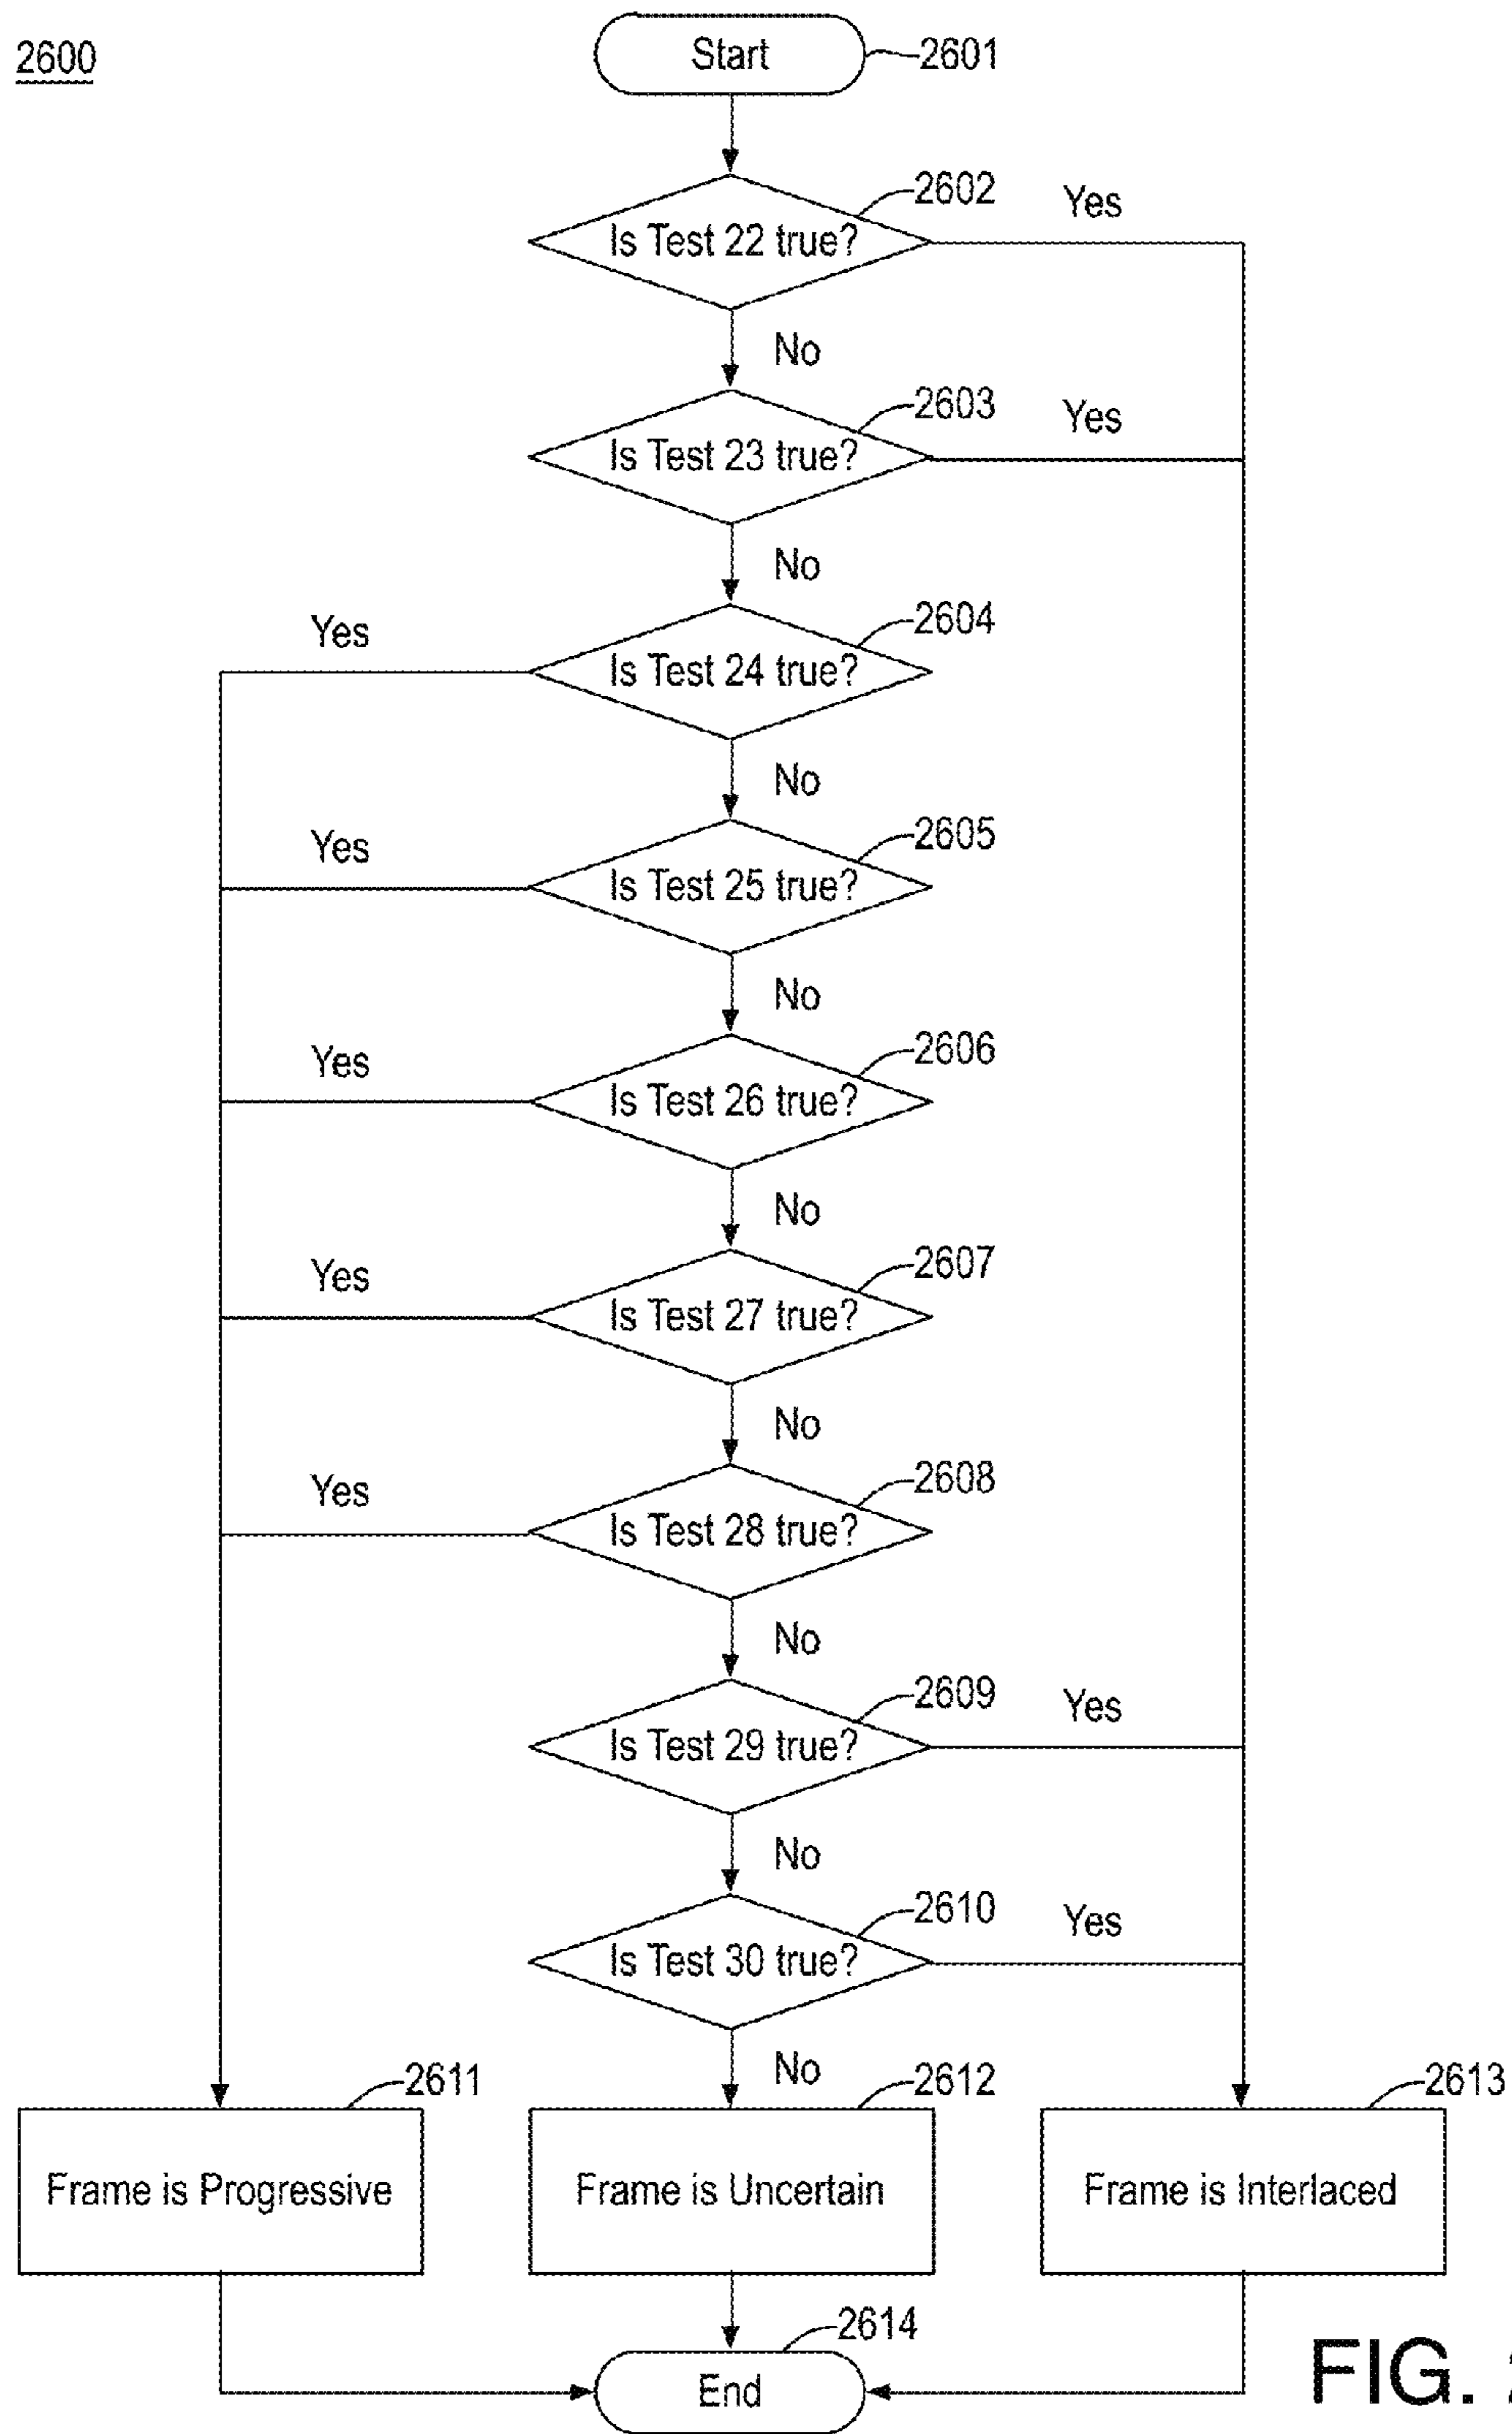 2600
Start
2601
2602
Yes
Is Test 22 true?
No
2603
Yes
Is Test 23 true?
No
2604
Yes
Is Test 24 true?
No
2605
Yes
Is Test 25 true?
No
2606
Yes
Is Test 26 true?
No
2607
Yes
Is Test 27 true?
No
2608
Yes
Is Test 28 true?
No
2609
Yes
Is Test 29 true?
No
2610
Yes
Is Test 30 true?
No
2611
2612
2613
Frame is Progressive
Frame is Uncertain
Frame is Interlaced
2614
End
FIG.